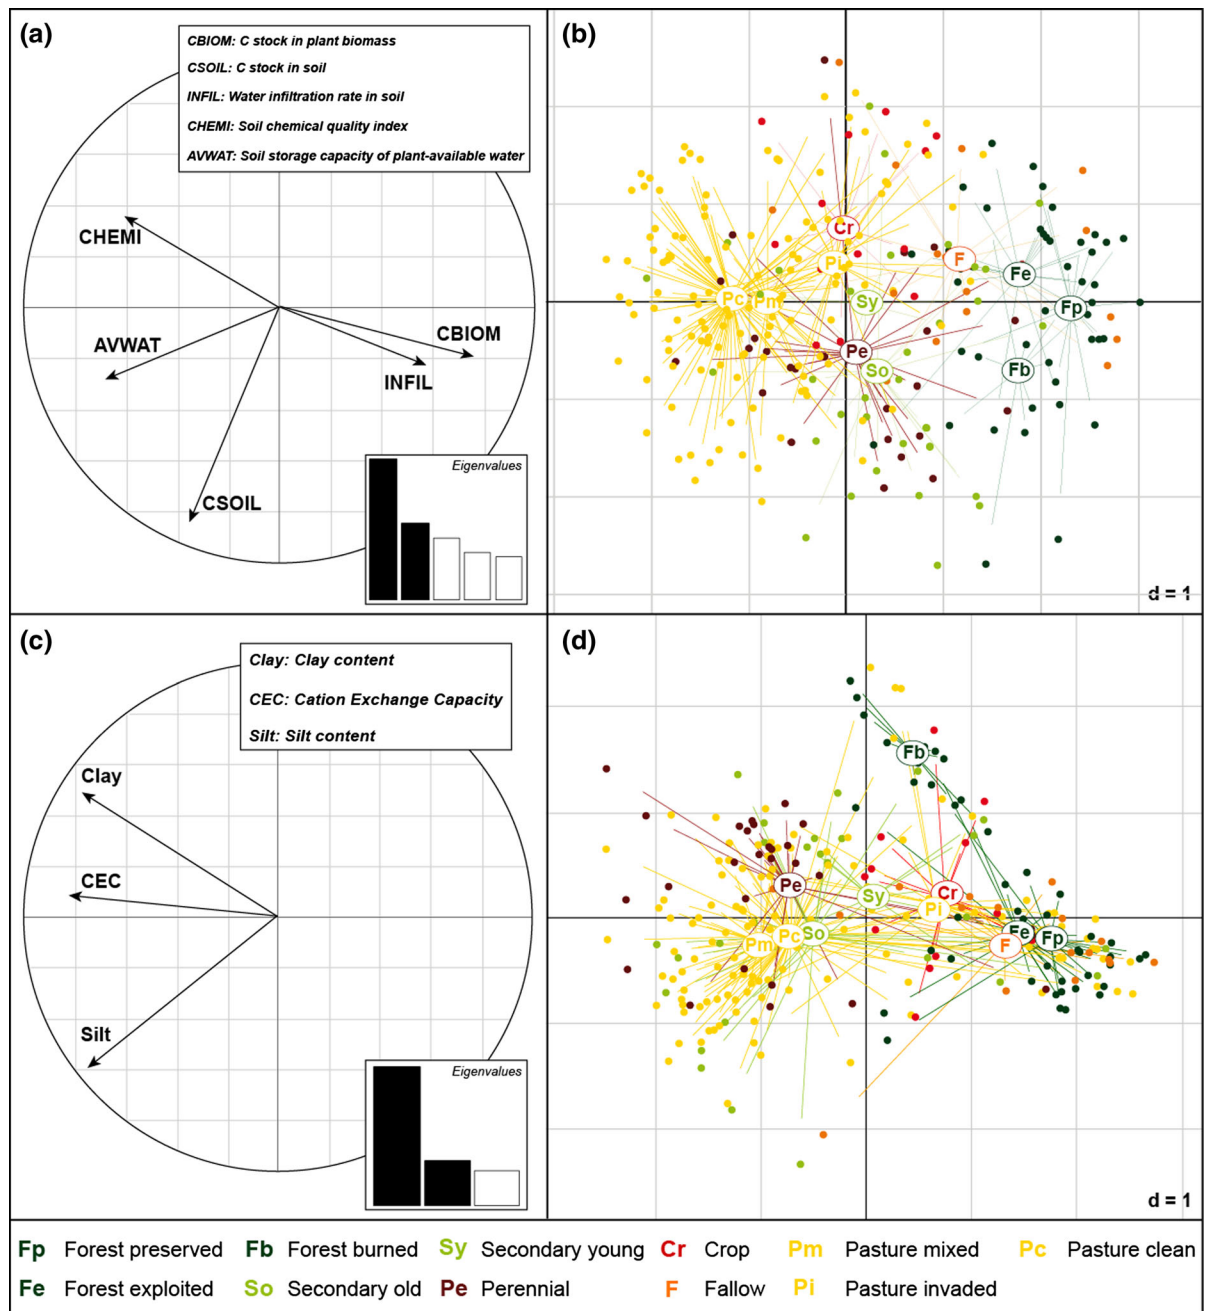 (a)
CBIOM: C stock in plant biomass
CSOIL: C stock in soil
INFIL: Water infiltration rate in soil
CHEMI: Soil chemical quality index
AVWAT: Soil storage capacity of plant-available water
CHEMI
AVWAT
CBIOM
INFIL
CSOIL
Eigenvalues
(b)
Cr
Pi
F
Fe
Pc
Pm
Sy
Fp
Pe
So
Fb
d = 1
(c)
Clay: Clay content
CEC: Cation Exchange Capacity
Silt: Silt content
Clay
CEC
Silt
Eigenvalues
(d)
Fb
Pe
Sy
Cr
Pi
Pm
Pc
So
Fe
Fp
F
d = 1
Fp Forest preserved Fb Forest burned Sy Secondary young Cr Crop Pm Pasture mixed Pc Pasture clean
Fe Forest exploited So Secondary old Pe Perennial F Fallow Pi Pasture invaded